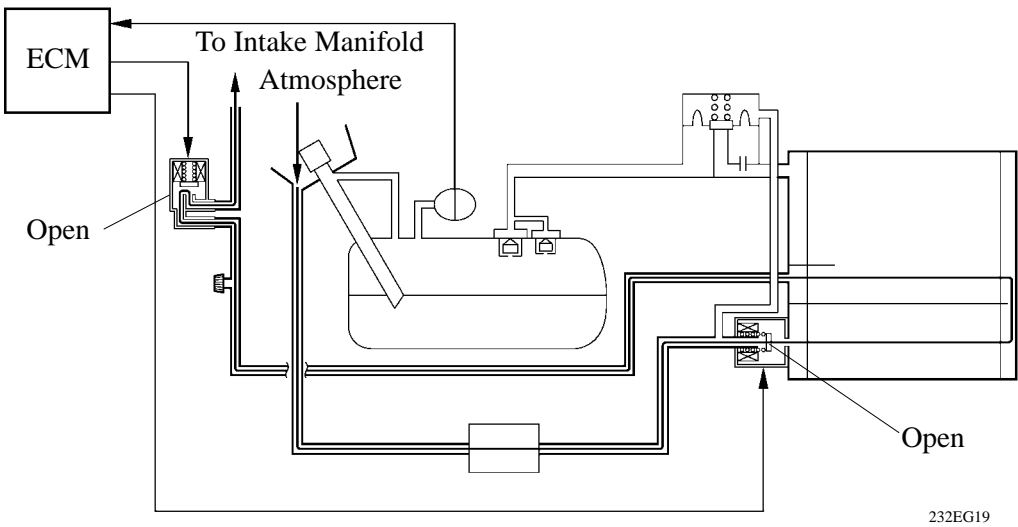 ECM
To Intake Manifold
Atmosphere
Open
Open
232EG19